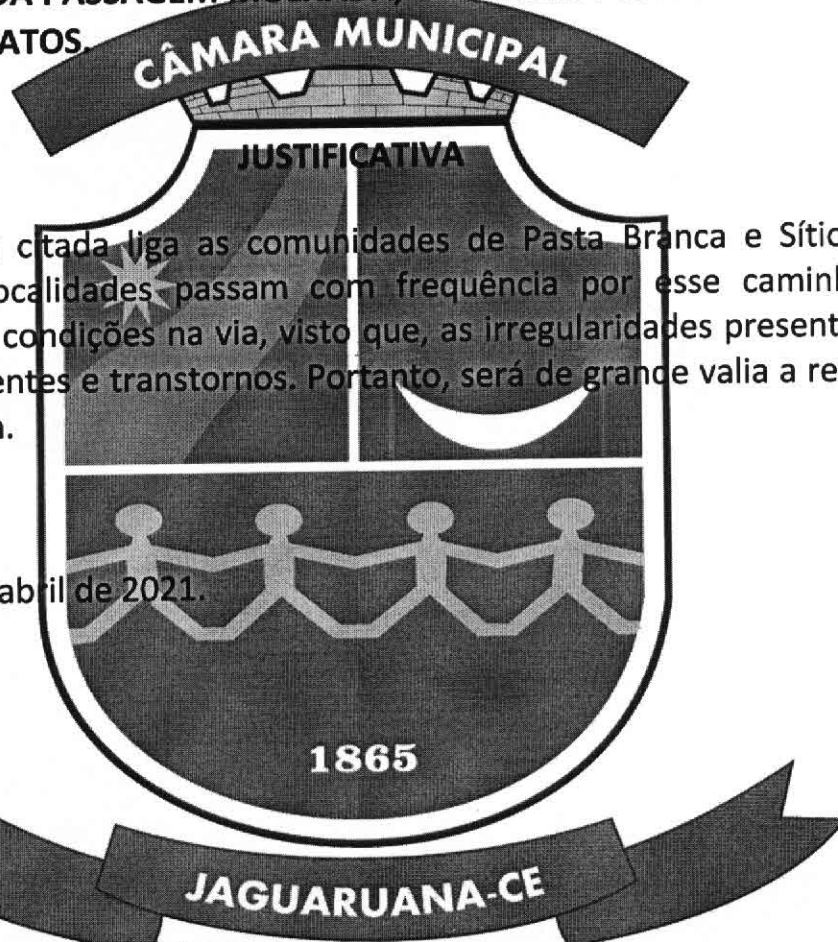 DA PASSAGEM
ATOS.
CÂMARA MUNICIPAL
JUSTIFICATIVA
citada liga as comunidades de Pasta Branca e Sítio
ocalidades passam com frequência por esse caminh
condições na via, visto que, as irregularidades present
entes e transtornos. Portanto, será de grande valia a re
abril de 2021.
1865
JAGUARUANA-CE